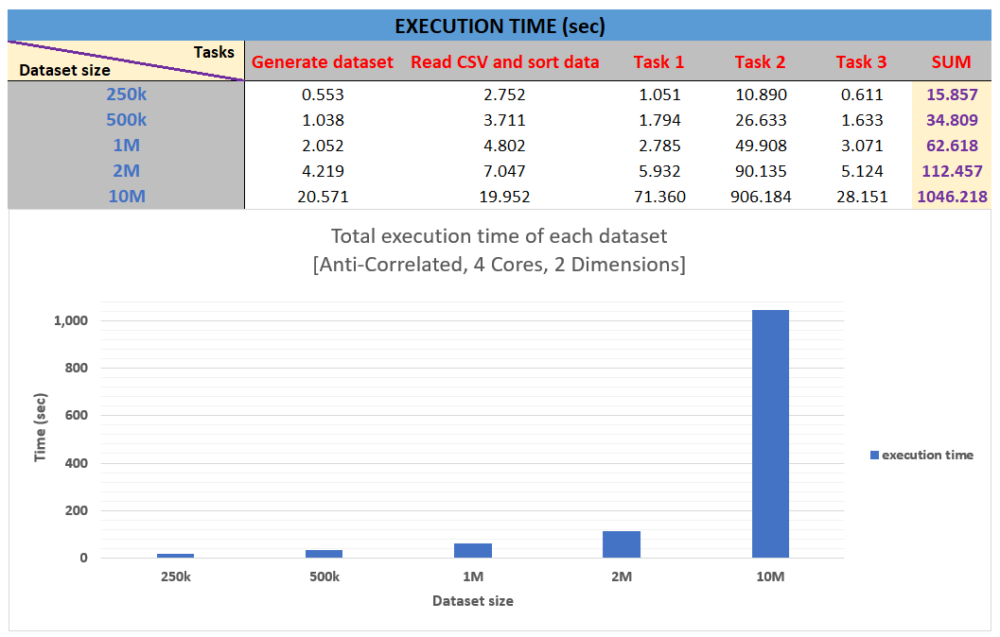 EXECUTION TIME (sec)
Tasks
Dataset size
Generate dataset Read CSV and sort data Task 1 Task 2 Task 3 SUM
250k 0.553 2.752 1.051 10.890 0.611 15.857
500k 1.038 3.711 1.794 26.633 1.633 34.809
1M 2.052 4.802 2.785 49.908 3.071 62.618
2M 4.219 7.047 5.932 90.135 5.124 112.457
10M 20.571 19.952 71.360 906.184 28.151 1046.218
Total execution time of each dataset
[Anti-Correlated, 4 Cores, 2 Dimensions]
1,000
800
600
400
200
0
Time (sec)
execution time
250k 500k 1M 2M 10M
Dataset size